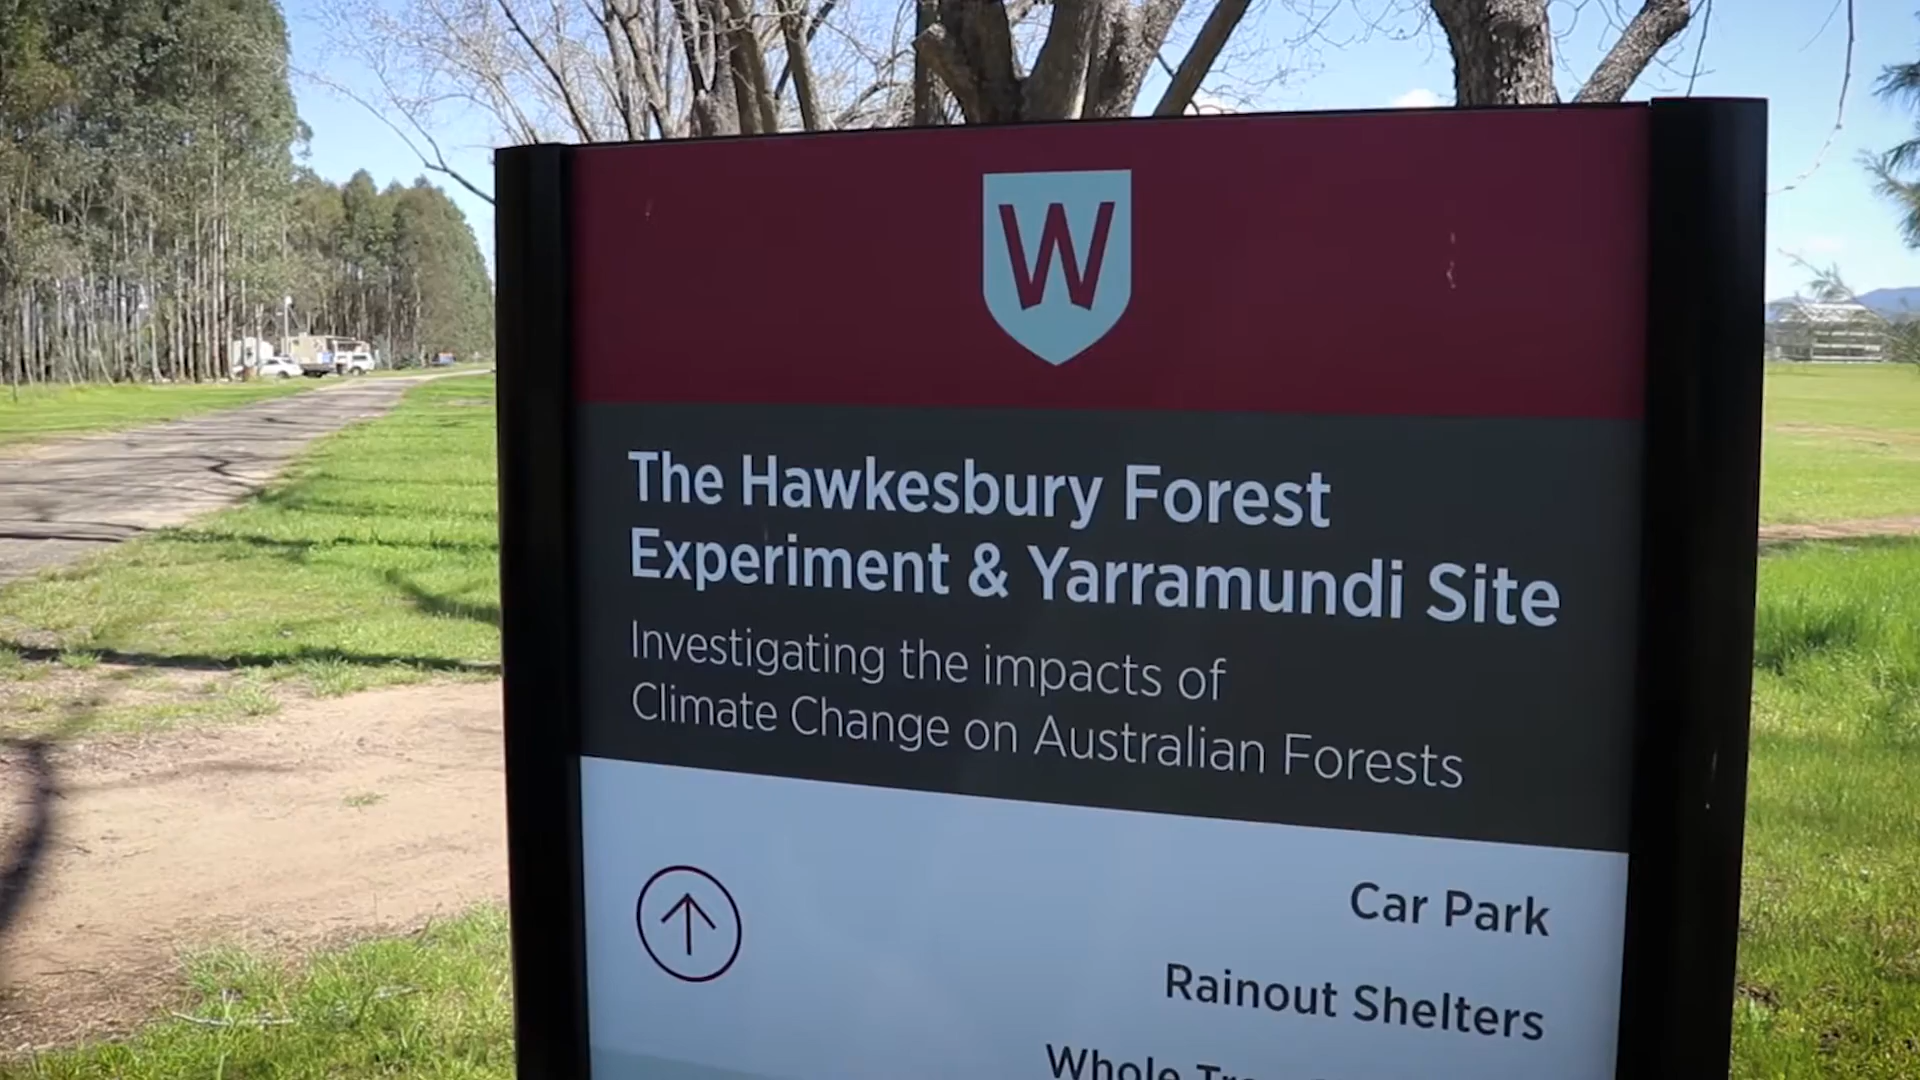 W
The Hawkesbury Forest
Experiment & Yarramundi Site
Investigating the impacts of
Climate Change on Australian Forests
Car Park
Rainout Shelters
Whole